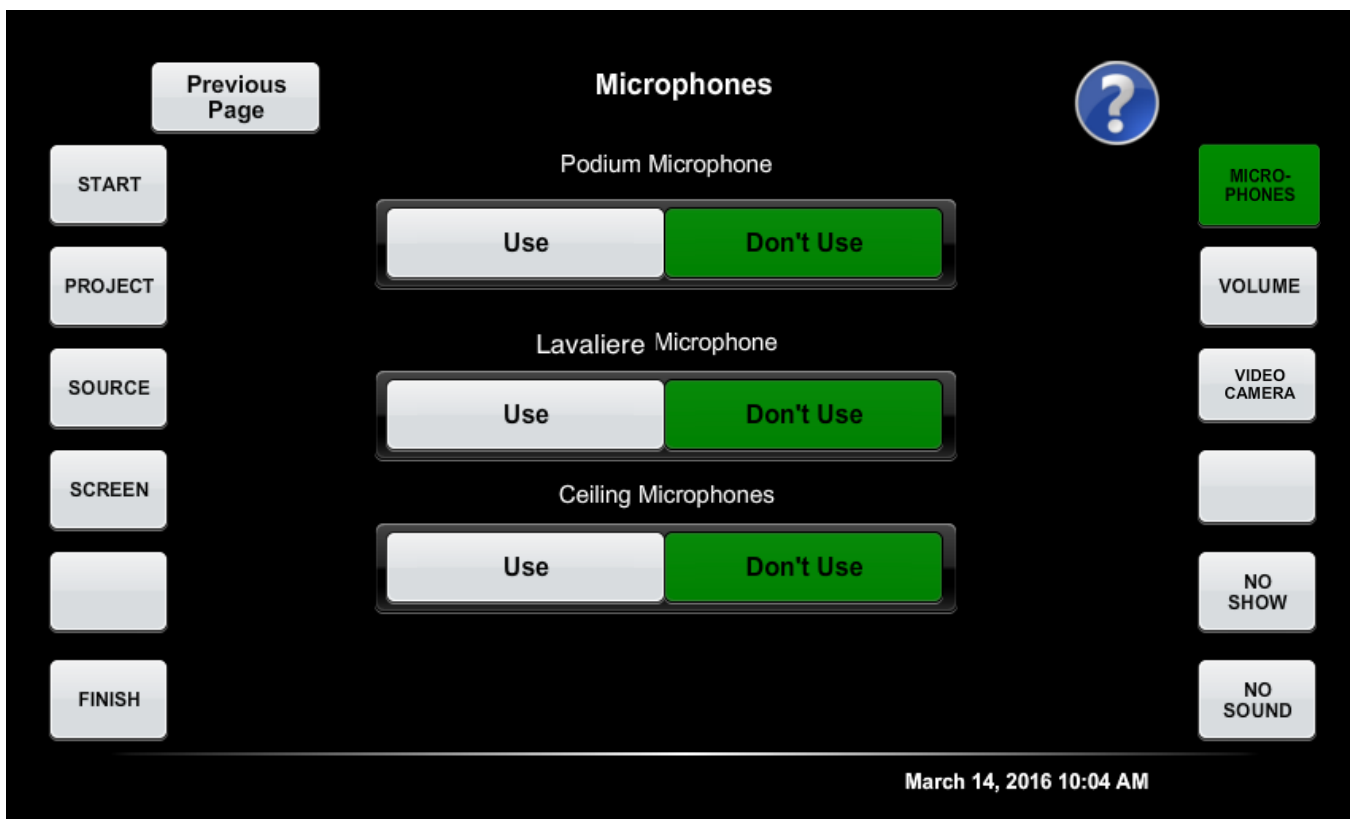 Previous
Page
Microphones
?
START
Podium Microphone
MICRO-
PHONES
Use
Don't Use
PROJECT
VOLUME
Lavaliere Microphone
SOURCE
Use
Don't Use
VIDEO
CAMERA
SCREEN
Ceiling Microphones
Use
Don't Use
NO
SHOW
FINISH
NO
SOUND
March 14, 2016 10:04 AM